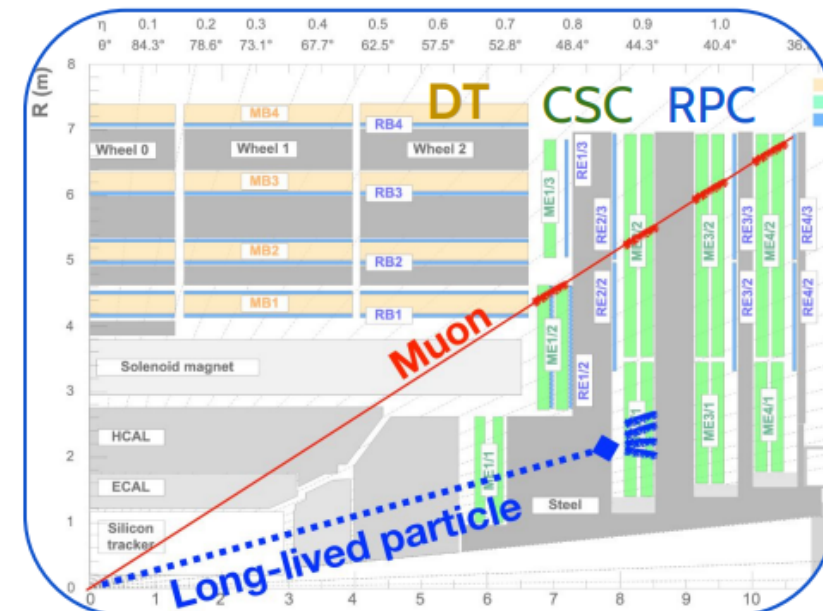 η 0.1 0.2 0.3 0.4 0.5 0.6 0.7 0.8 0.9 1.0
θ° 84.3° 78.6° 73.1° 67.7° 62.5° 57.5° 52.8° 48.4° 44.3° 40.4°
R (m)
8
7
6
5
4
3
2
1
0
DT CSC RPC
MB4
RB4
Wheel 0 Wheel 1 Wheel 2
MB3
RB3
MB2
RB2
MB1
RB1
Solenoid magnet
HCAL
ECAL
Silicon
tracker
Steel
Muon
Long-lived particle
ME1/3
RE1/3
ME1/2
RE1/2
ME1/1
RE2/3
RE2/2
ME3/2
RE3/3
RE3/2
ME3/1
ME4/2
RE4/3
RE4/2
ME4/1
0 1 2 3 4 5 6 7 8 9 10